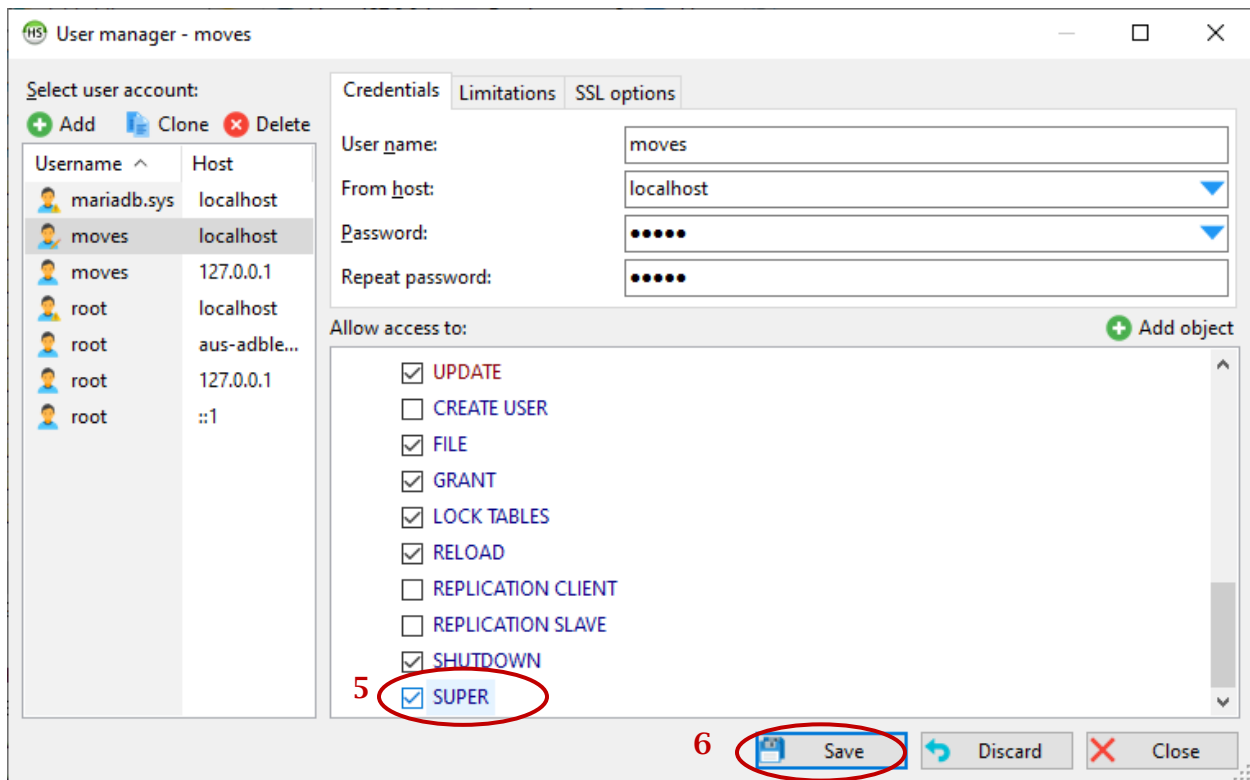 HS User manager - moves
Select user account:
Add Clone Delete
Username Host
mariadb.sys localhost
moves localhost
moves 127.0.0.1
root localhost
root aus-adble...
root 127.0.0.1
root ::1
Credentials Limitations SSL options
User name: moves
From host: localhost
Password: ●●●●●
Repeat password: ●●●●●
Allow access to: Add object
UPDATE
CREATE USER
FILE
GRANT
LOCK TABLES
RELOAD
REPLICATION CLIENT
REPLICATION SLAVE
SHUTDOWN
5 SUPER
6 Save Discard Close